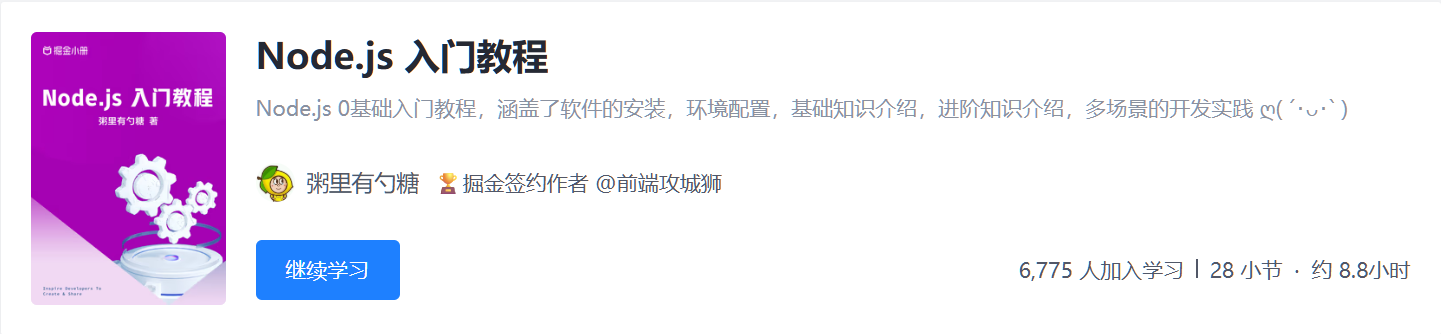 掘金小册
Node.js 入门教程
粥里有勺糖 著
Inspire Developers To
Create & Share
Node.js 入门教程
Node.js 0基础入门教程，涵盖了软件的安装，环境配置，基础知识介绍，进阶知识介绍，多场景的开发实践 ღ( ´･ᴗ･` )
粥里有勺糖 🏆掘金签约作者 @前端攻城狮
继续学习
6,775 人加入学习 | 28 小节 · 约 8.8小时